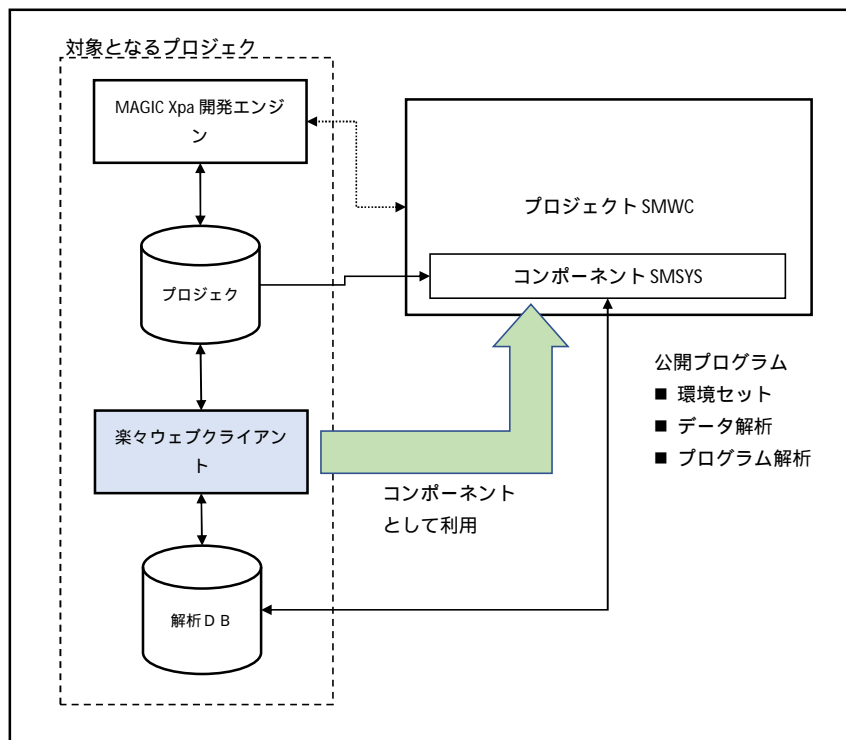 対象となるプロジェク
MAGIC Xpa 開発エンジ
ン
プロジェク
楽々ウェブクライアン
ト
解析ＤＢ
プロジェクト SMWC
コンポーネント SMSYS
コンポーネント
として利用
公開プログラム
■ 環境セット
■ データ解析
■ プログラム解析